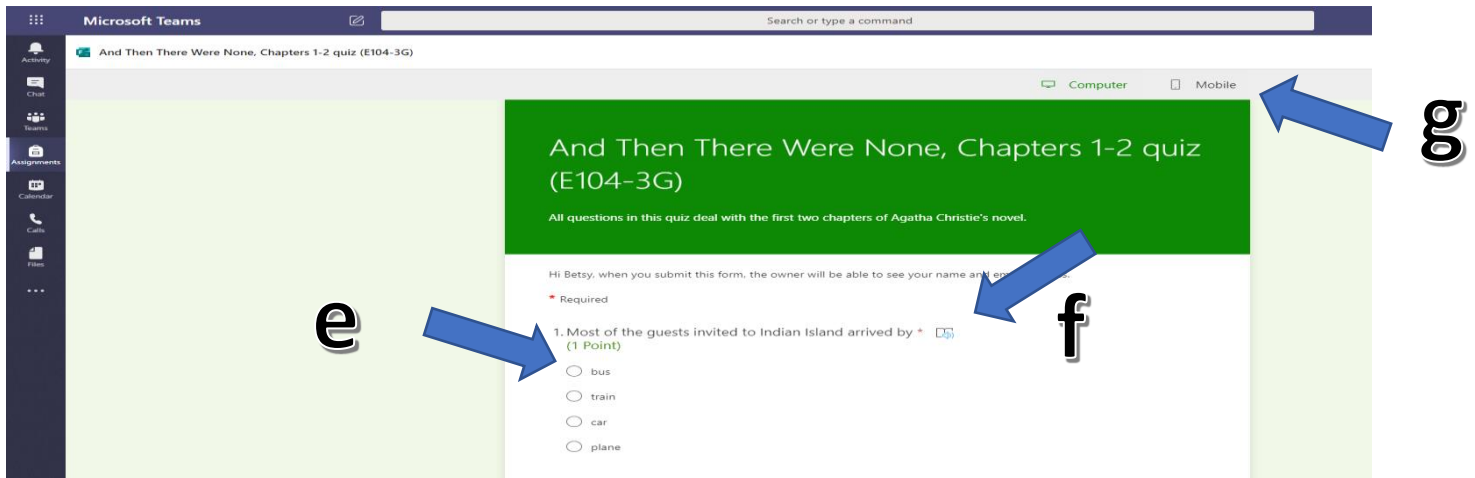 Microsoft Teams
Search or type a command
Activity
And Then There Were None, Chapters 1-2 quiz (E104-3G)
Chat
Computer
Mobile
g
Teams
Assignments
Calendar
Calls
Files
And Then There Were None, Chapters 1-2 quiz
(E104-3G)
All questions in this quiz deal with the first two chapters of Agatha Christie's novel.
Hi Betsy, when you submit this form, the owner will be able to see your name and
* Required
e
f
1. Most of the guests invited to Indian Island arrived by *
(1 Point)
bus
train
car
plane